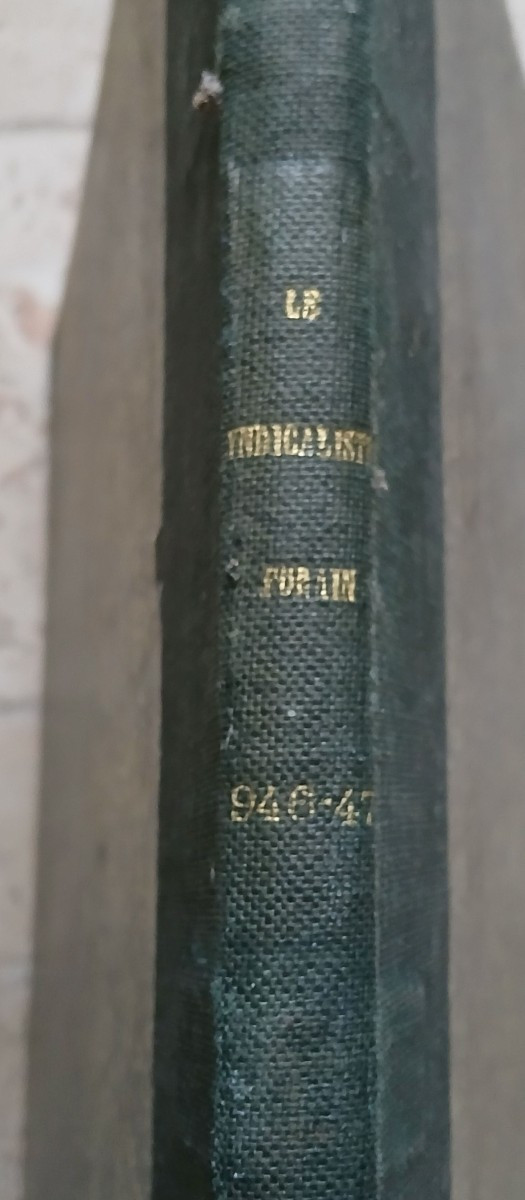 LE
YNDICALIST
FORAIN
946-47